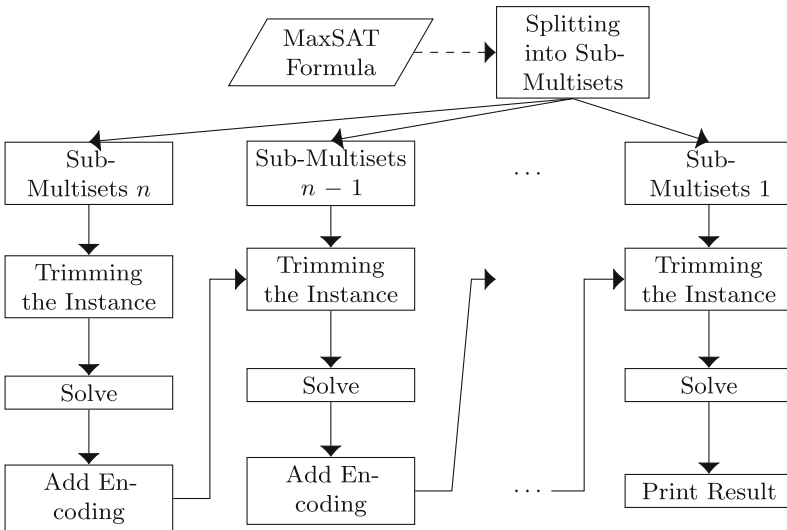 MaxSAT
Formula
Splitting
into Sub-
Multisets
Sub-
Multisets n
Sub-Multisets
n − 1
...
Sub-
Multisets 1
Trimming
the Instance
Trimming
the Instance
Trimming
the Instance
Solve
Solve
Solve
Add En-
coding
Add En-
coding
...
Print Result